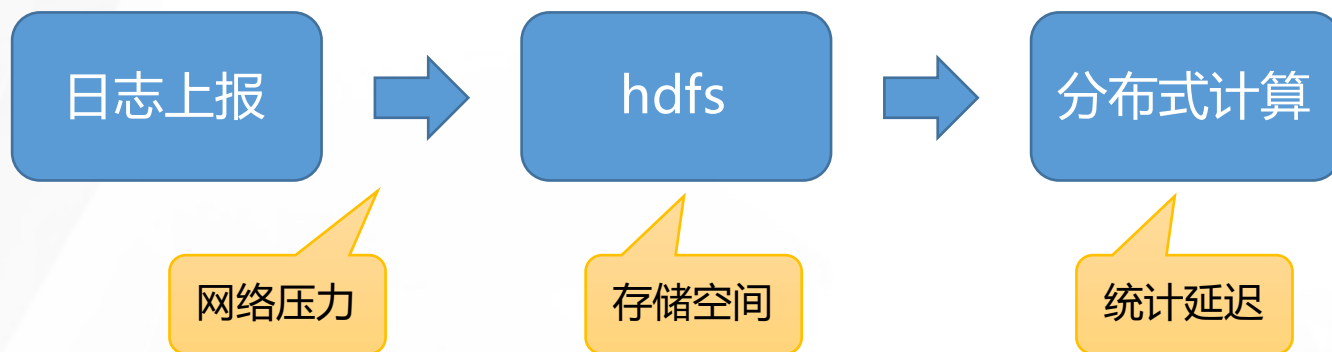 日志上报
hdfs
分布式计算
网络压力
存储空间
统计延迟